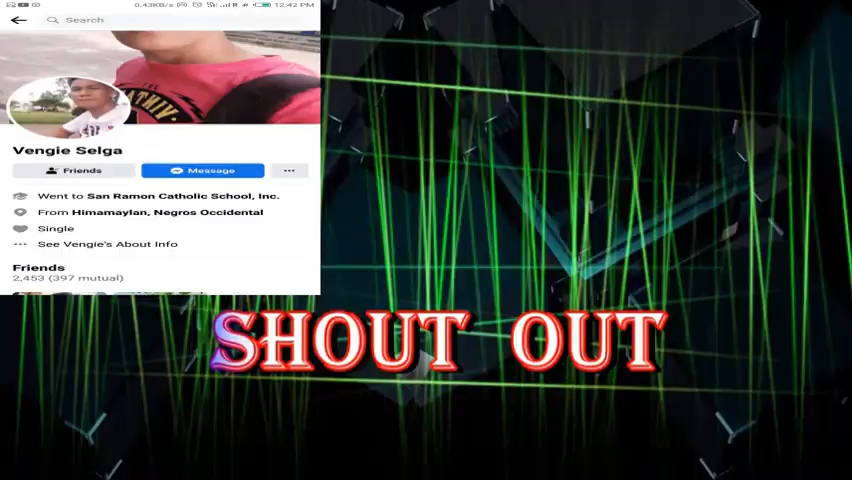 0.43KB/s 12:42 PM
Search
Vengie Selga
Friends Message
Went to San Ramon Catholic School, Inc.
From Himamaylan, Negros Occidental
Single
See Vengie's About Info
Friends
2,453 (397 mutual)
SHOUT OUT